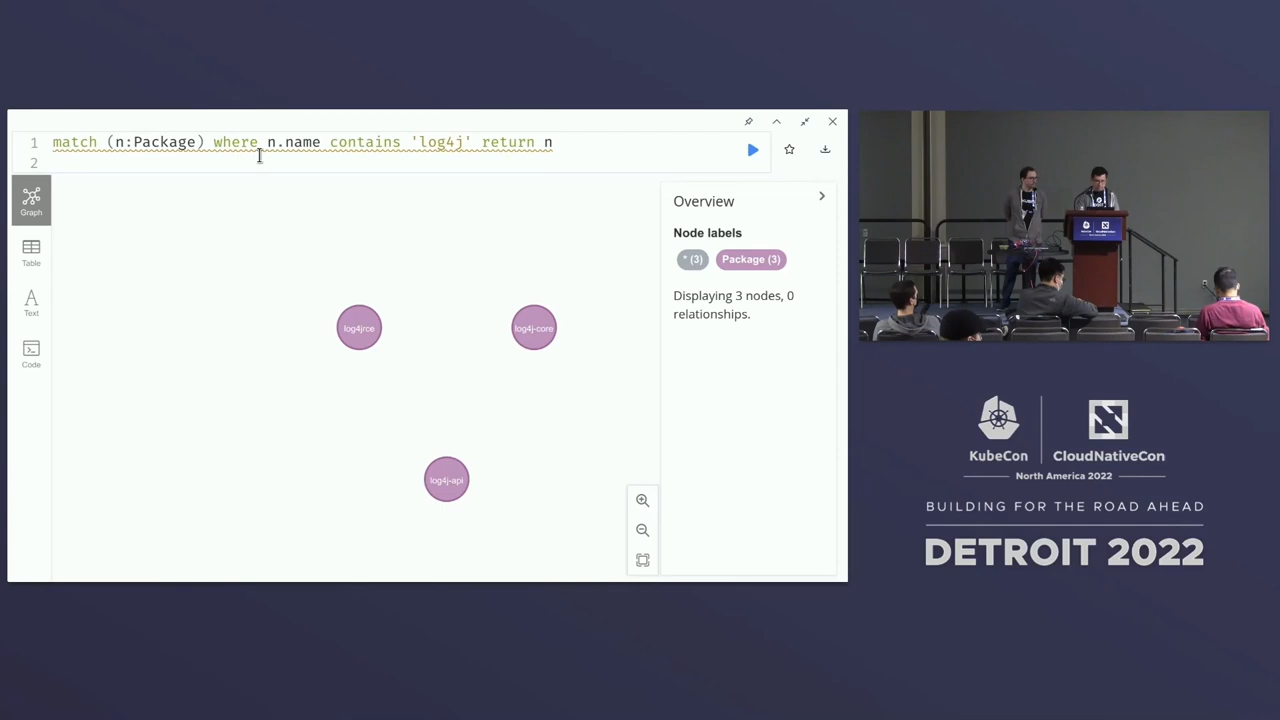 1 match (n:Package) where n.name contains 'log4j' return n
2
Graph
Table
Text
Code
log4jrce
log4j-core
log4j-api
Overview
Node labels
* (3) Package (3)
Displaying 3 nodes, 0
relationships.
KubeCon CloudNativeCon
North America 2022
BUILDING FOR THE ROAD AHEAD
DETROIT 2022